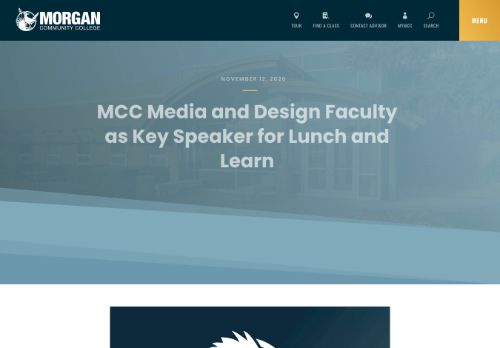 MORGAN
COMMUNITY COLLEGE
TOUR
FIND A CLASS
CONTACT ADVISOR
MYMCC
SEARCH
MENU
NOVEMBER 12, 2025
MCC Media and Design Faculty
as Key Speaker for Lunch and
Learn